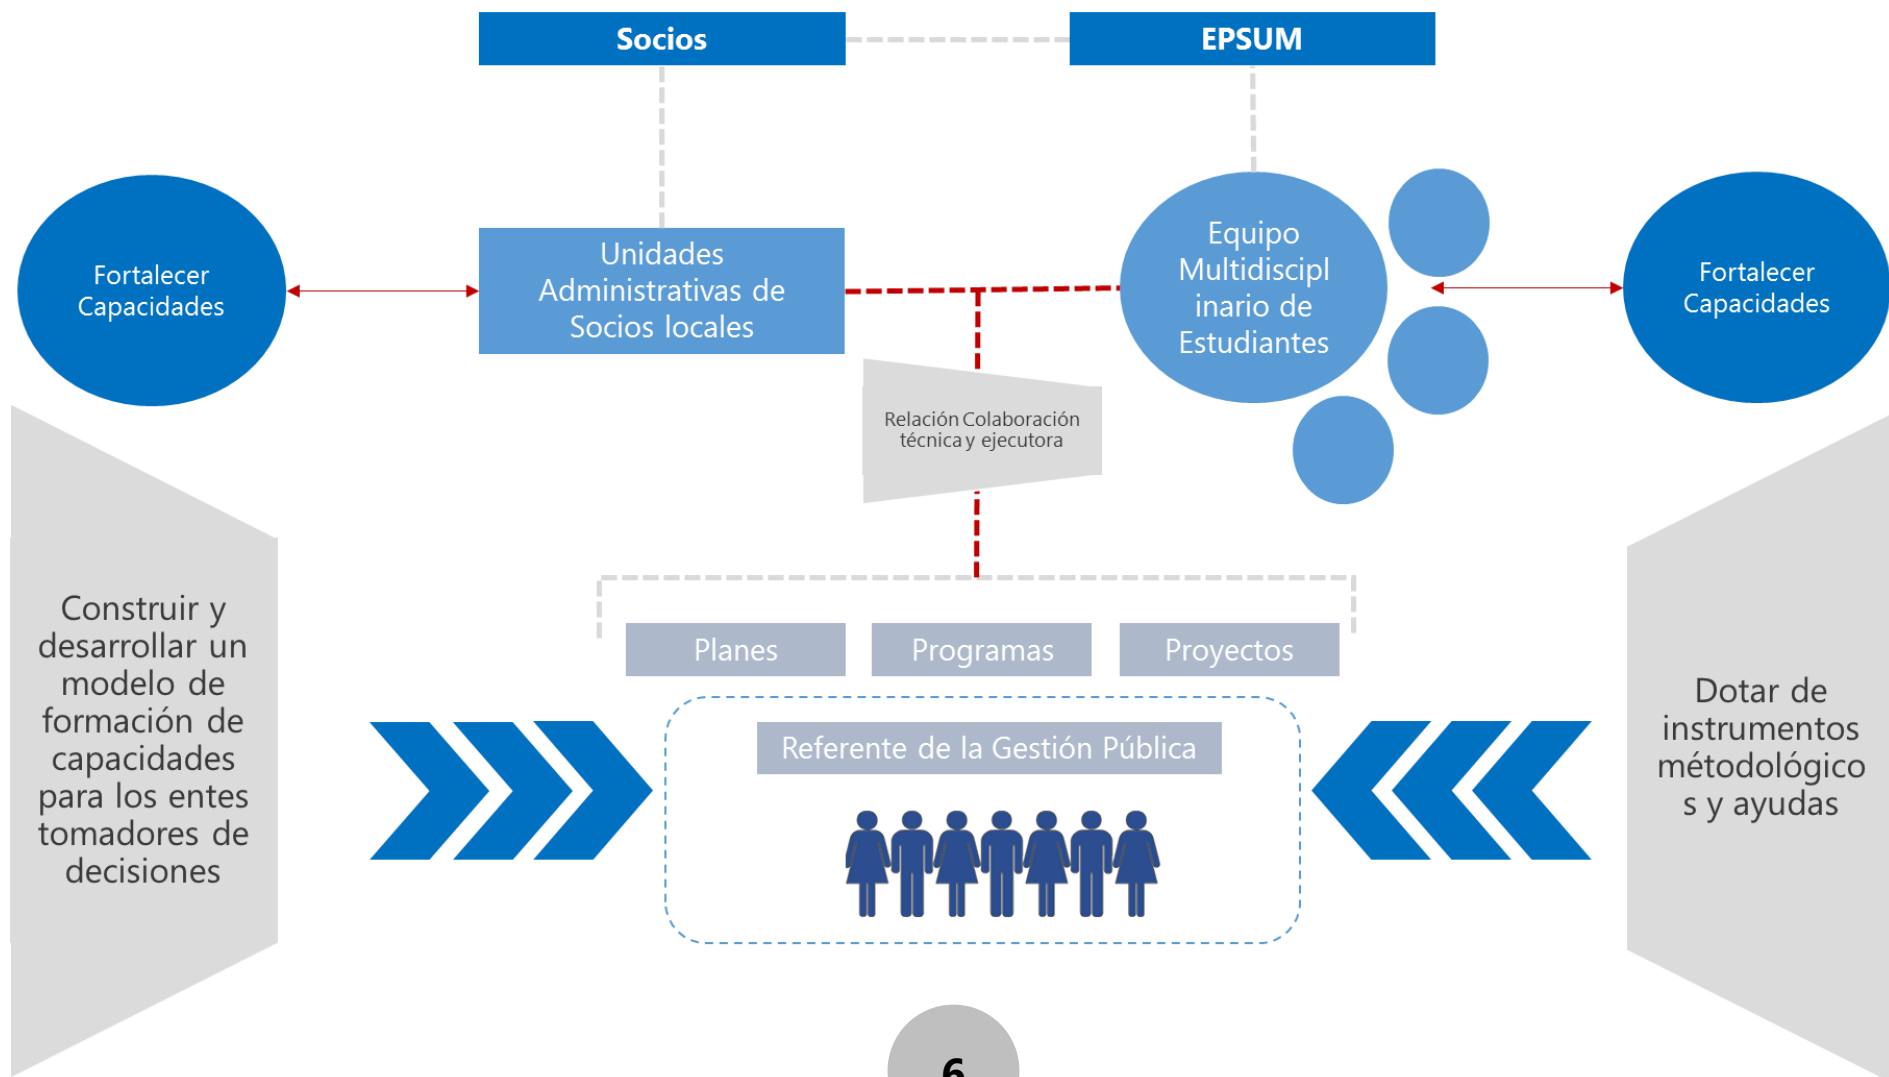 Socios
EPSUM
Fortalecer
Capacidades
Unidades
Administrativas de
Socios locales
Equipo
Multidiscipl
inario de
Estudiantes
Fortalecer
Capacidades
Relación Colaboración
técnica y ejecutora
Construir y
desarrollar un
modelo de
formación de
capacidades
para los entes
tomadores de
decisiones
Planes
Programas
Proyectos
Referente de la Gestión Pública
Dotar de
instrumentos
métodológico
s y ayudas
6